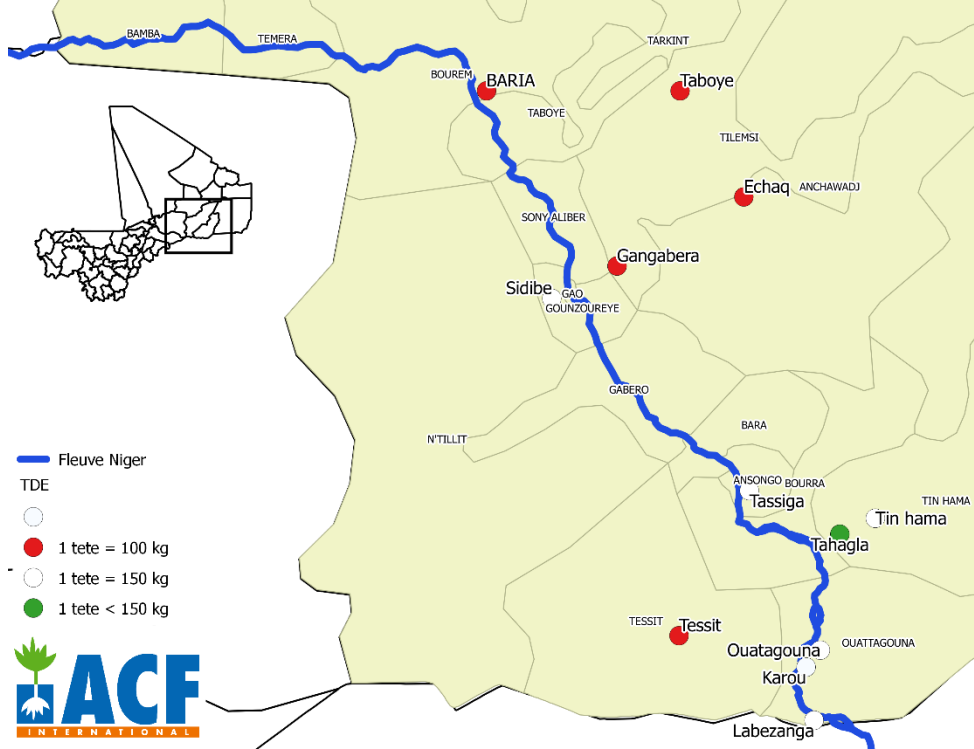 BAMBA
TEMERA
TARKINT
BOUREM
BARIA
Taboye
TABOYE
TILEMSI
Echaq
ANCHAWADJ
SONY ALIBER
Gangabera
Sidibe
GAO
GOUNZOUREYE
GABERO
BARA
N'TILLIT
Fleuve Niger
TDE
1 tete = 100 kg
1 tete = 150 kg
1 tete < 150 kg
ANSONGO
BOURRA
Tassiga
TIN HAMA
Tin hama
Tahagla
TESSIT
Tessit
OUATTAGOUNA
Ouatagouna
Karou
Labezanga
ACF
INTERNATIONAL